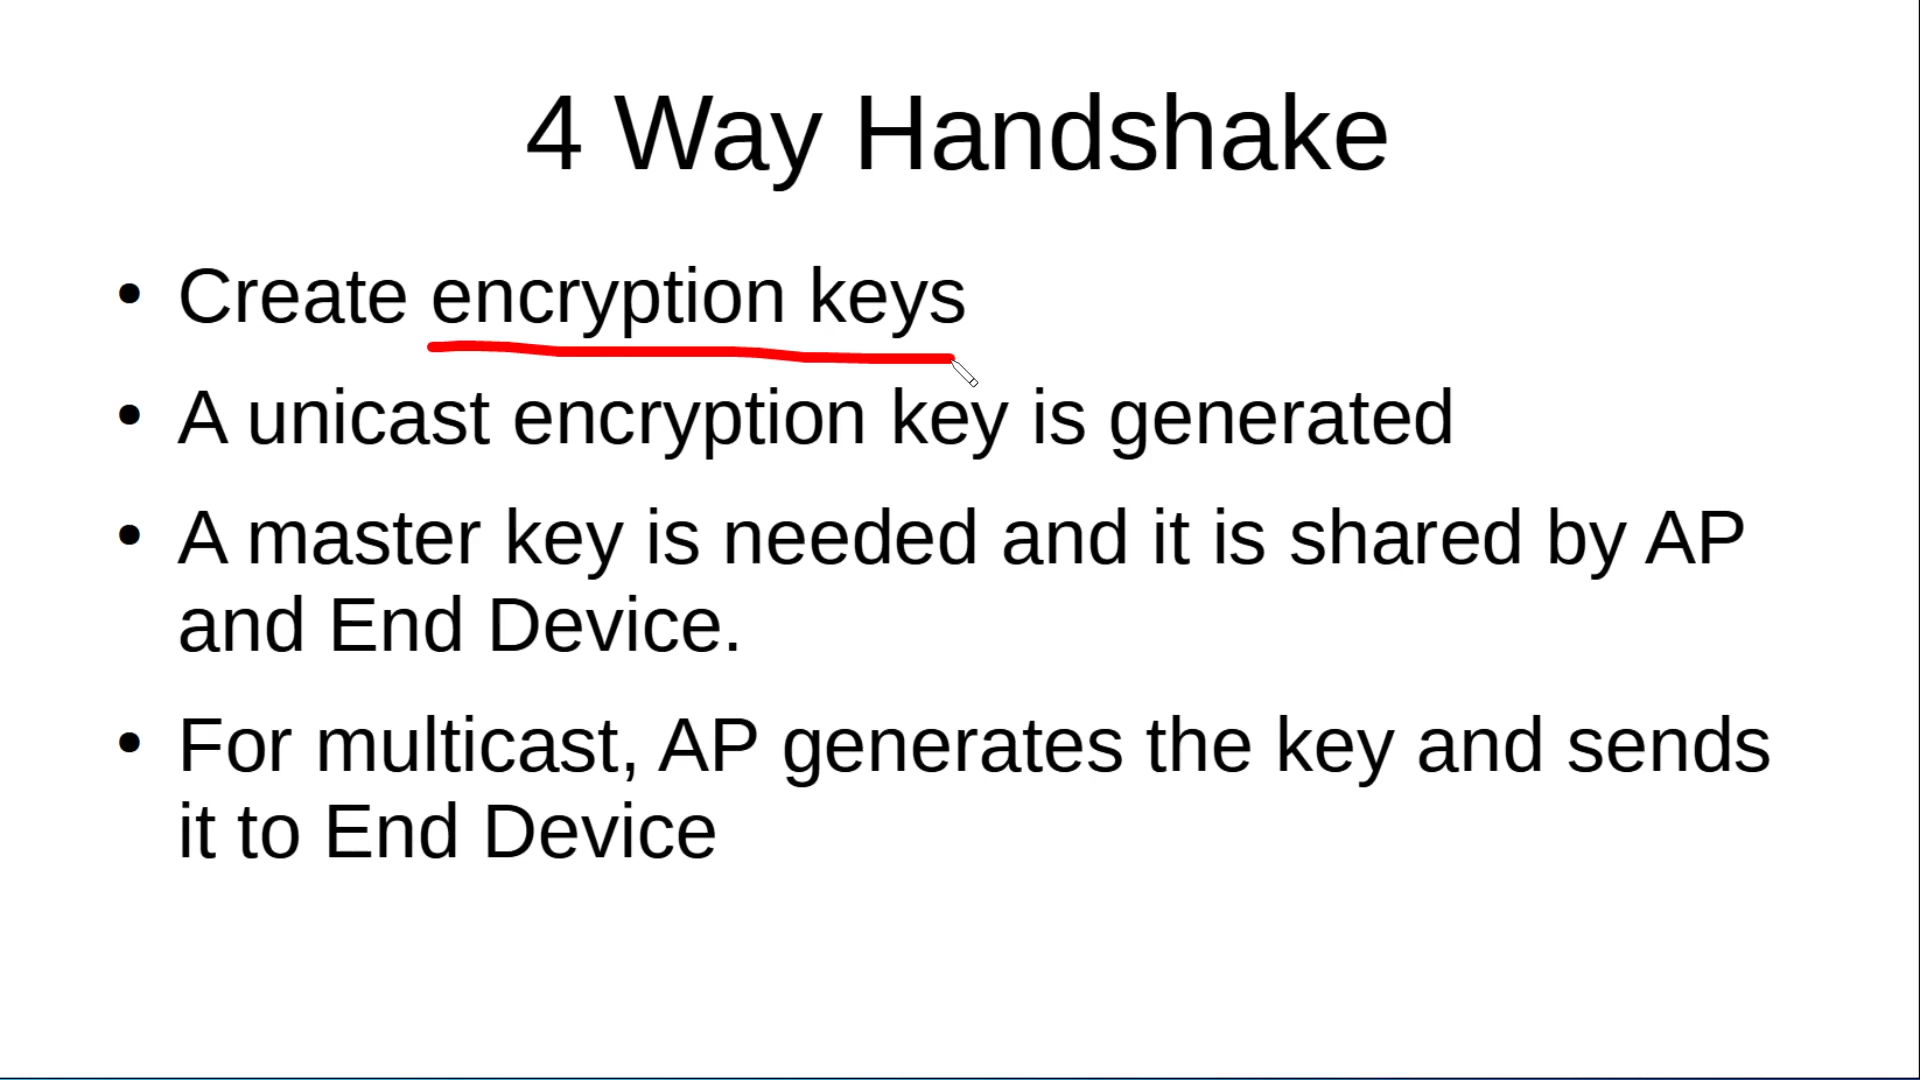 4 Way Handshake
• Create encryption keys
• A unicast encryption key is generated
• A master key is needed and it is shared by AP
and End Device.
• For multicast, AP generates the key and sends
it to End Device